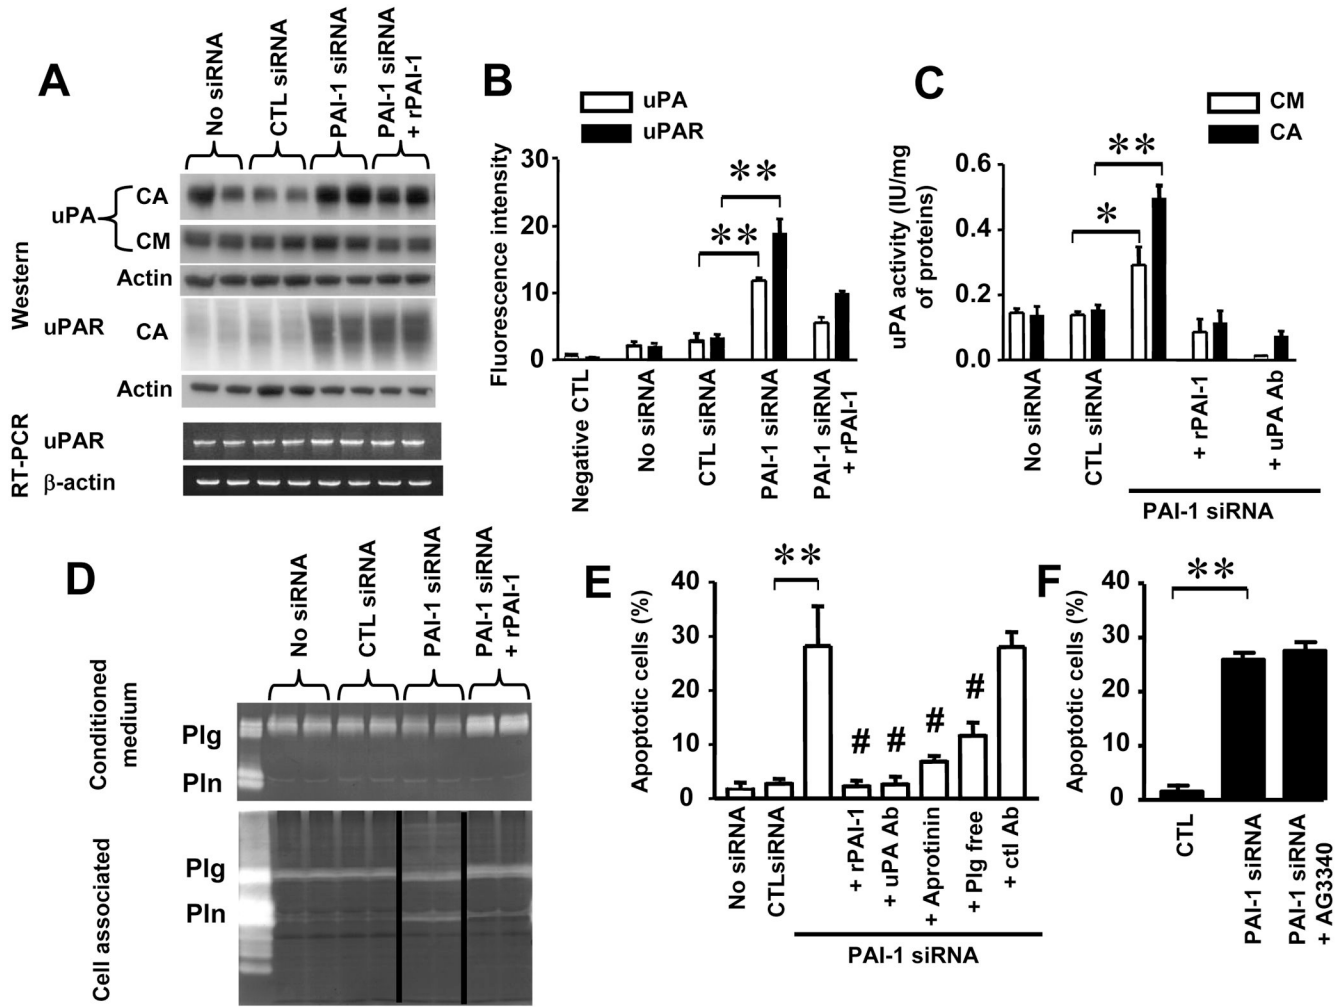 A
No siRNA
CTL siRNA
PAI-1 siRNA
PAI-1 siRNA
+ rPAI-1
Western
uPA
CA
CM
Actin
uPAR
CA
Actin
RT-PCR
uPAR
β-actin
B
uPA
uPAR
Fluorescence intensity
30
20
10
0
**
**
Negative CTL
No siRNA
CTL siRNA
PAI-1 siRNA
PAI-1 siRNA
+ rPAI-1
C
CM
CA
uPA activity (IU/mg
of proteins)
0.6
0.4
0.2
0.0
**
*
No siRNA
CTL siRNA
+ rPAI-1
+ uPA Ab
PAI-1 siRNA
D
No siRNA
CTL siRNA
PAI-1 siRNA
PAI-1 siRNA
+ rPAI-1
Conditioned
medium
Plg
Pln
Cell associated
Plg
Pln
E
Apoptotic cells (%)
40
30
20
10
0
**
#
#
#
#
No siRNA
CTLsiRNA
+ rPAI-1
+ uPA Ab
+ Aprotinin
+ Plg free
+ ctl Ab
PAI-1 siRNA
F
Apoptotic cells (%)
40
30
20
10
0
**
CTL
PAI-1 siRNA
PAI-1 siRNA
+ AG3340